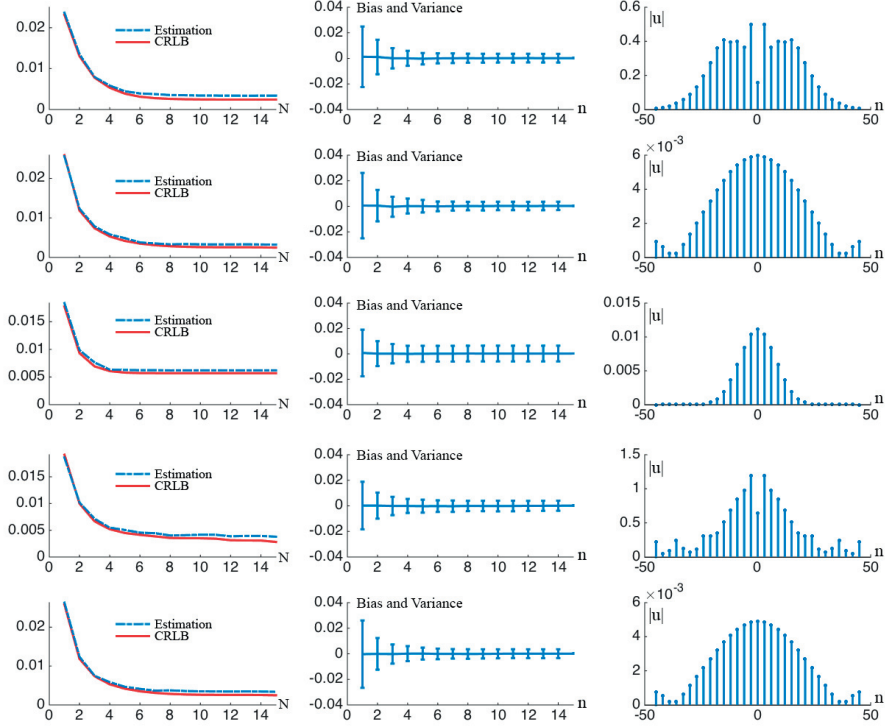 0.02
0.01
0
0 2 4 6 8 10 12 14 N
Estimation
CRLB
Bias and Variance
0.04
0.02
0
-0.02
-0.04
0 2 4 6 8 10 12 14 n
|u|
0.6
0.4
0.2
0
-50 0 50 n
0.02
0.01
0
0 2 4 6 8 10 12 14 N
Estimation
CRLB
Bias and Variance
0.04
0.02
0
-0.02
-0.04
0 2 4 6 8 10 12 14 n
×10-3
|u|
6
4
2
0
-50 0 50 n
0.015
0.01
0.005
0
0 2 4 6 8 10 12 14 N
Estimation
CRLB
Bias and Variance
0.04
0.02
0
-0.02
-0.04
0 2 4 6 8 10 12 14 n
|u|
0.015
0.01
0.005
0
-50 0 50 n
0.015
0.01
0.005
0
0 2 4 6 8 10 12 14 N
Estimation
CRLB
Bias and Variance
0.04
0.02
0
-0.02
-0.04
0 2 4 6 8 10 12 14 n
|u|
1.5
1
0.5
0
-50 0 50 n
0.02
0.01
0
0 2 4 6 8 10 12 14 N
Estimation
CRLB
Bias and Variance
0.04
0.02
0
-0.02
-0.04
0 2 4 6 8 10 12 14 n
×10-3
|u|
6
4
2
0
-50 0 50 n